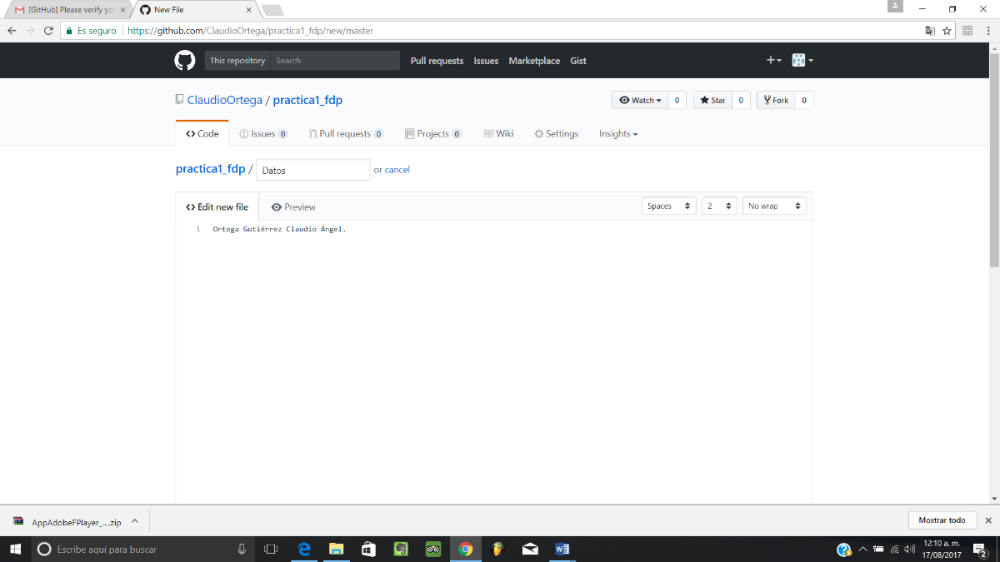 [GitHub] Please verify yo
New File
Es seguro
https://github.com/ClaudioOrtega/practica1_fdp/new/master
This repository
Search
Pull requests
Issues
Marketplace
Gist
ClaudioOrtega / practica1_fdp
Watch
0
Star
0
Fork
0
<> Code
Issues 0
Pull requests 0
Projects 0
Wiki
Settings
Insights
practica1_fdp /
Datos
or cancel
<> Edit new file
Preview
Spaces
2
No wrap
1 Ortega Gutiérrez Claudio Ángel.
AppAdobeFPlayer_....zip
Mostrar todo
Escribe aquí para buscar
12:10 a. m.
17/08/2017
2